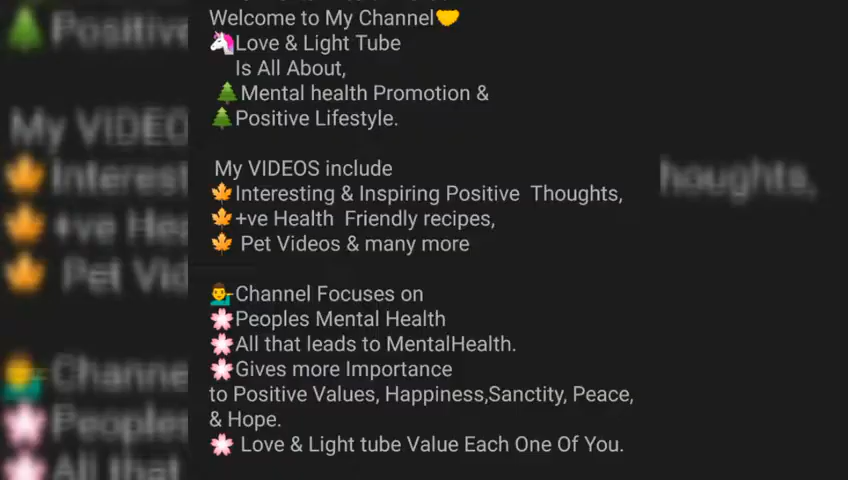 Welcome to My Channel💛
🦄Love & Light Tube
Is All About,
🌲Mental health Promotion &
🌲Positive Lifestyle.
My VIDEOS include
🍁Interesting & Inspiring Positive Thoughts,
🍁+ve Health Friendly recipes,
🍁 Pet Videos & many more
💁‍♂️Channel Focuses on
🌸Peoples Mental Health
🌸All that leads to MentalHealth.
🌸Gives more Importance
to Positive Values, Happiness,Sanctity, Peace,
& Hope.
🌸 Love & Light tube Value Each One Of You.